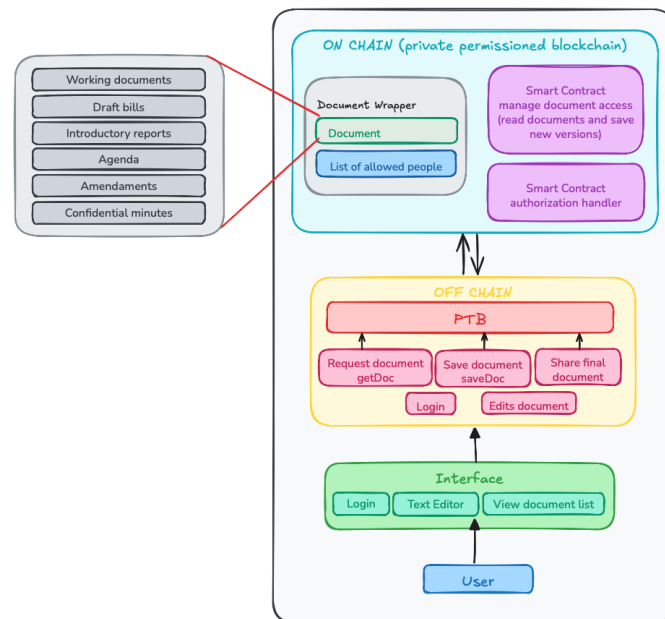 ON CHAIN (private permissioned blockchain)
Working documents
Draft bills
Introductory reports
Agenda
Amendaments
Confidential minutes
Document Wrapper
Document
List of allowed people
Smart Contract
manage document access
(read documents and save
new versions)
Smart Contract
authorization handler
OFF CHAIN
PTB
Request document
getDoc
Save document
saveDoc
Share final
document
Login
Edits document
Interface
Login
Text Editor
View document list
User